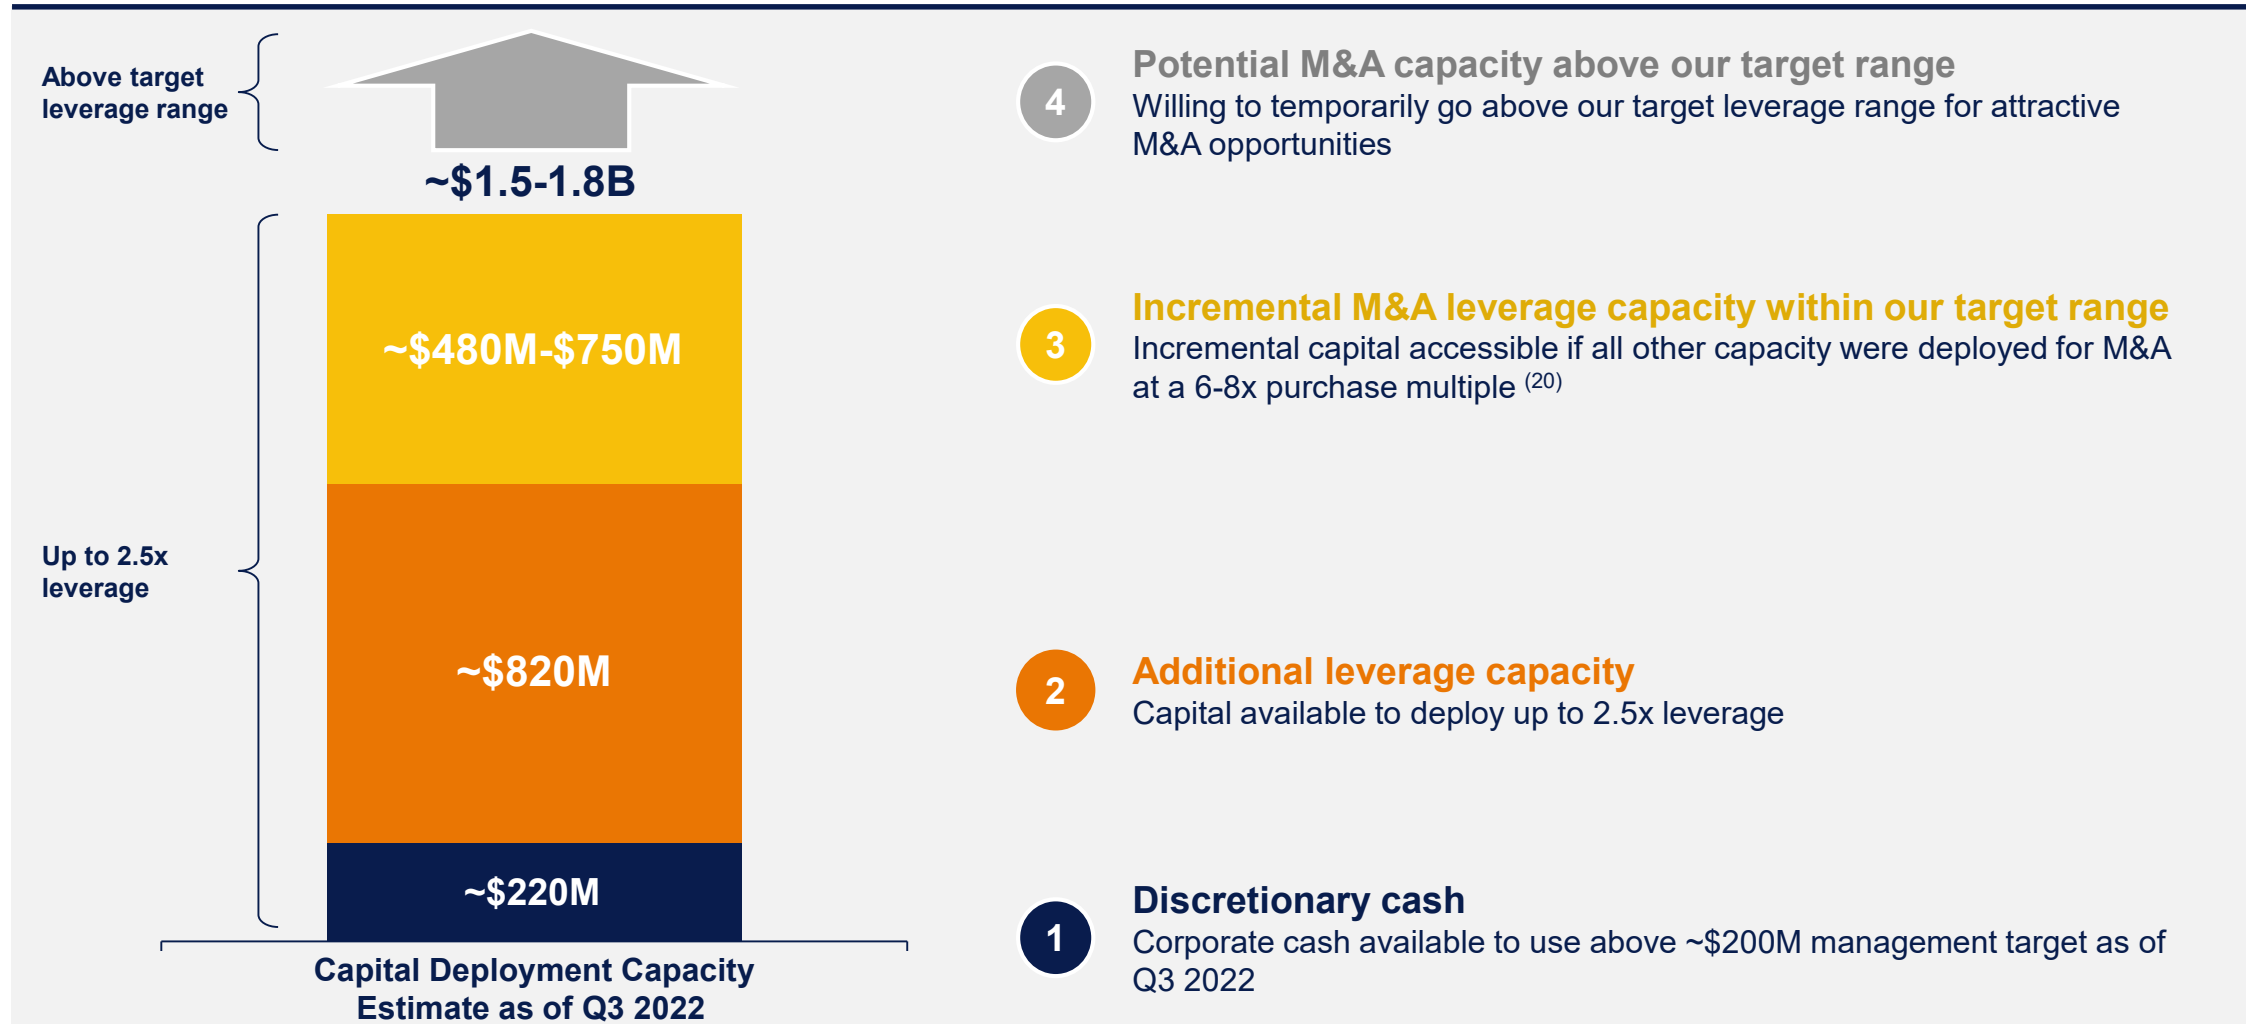 Above target
leverage range
~$1.5-1.8B
~$480M-$750M
Up to 2.5x
leverage
~$820M
~$220M
Capital Deployment Capacity
Estimate as of Q3 2022
4
Potential M&A capacity above our target range
Willing to temporarily go above our target leverage range for attractive
M&A opportunities
3
Incremental M&A leverage capacity within our target range
Incremental capital accessible if all other capacity were deployed for M&A
at a 6-8x purchase multiple (20)
2
Additional leverage capacity
Capital available to deploy up to 2.5x leverage
1
Discretionary cash
Corporate cash available to use above ~$200M management target as of
Q3 2022